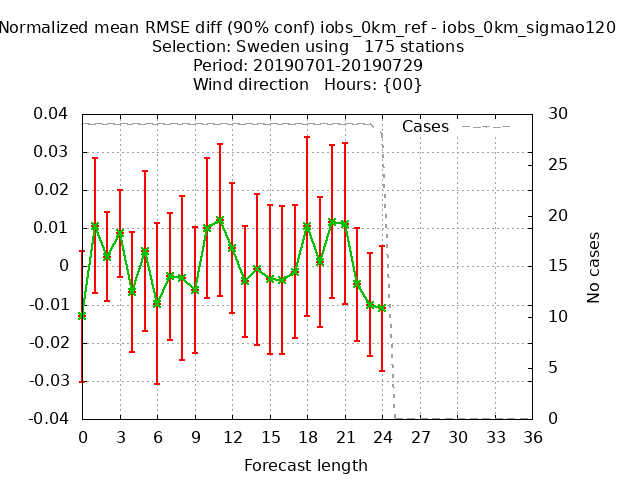 Normalized mean RMSE diff (90% conf) iobs_0km_ref - iobs_0km_sigmao120
Selection: Sweden using   175 stations
Period: 20190701-20190729
Wind direction   Hours: {00}
Cases
0.04
0.03
0.02
0.01
0
-0.01
-0.02
-0.03
-0.04
30
25
20
15
10
5
0
No cases
0 3 6 9 12 15 18 21 24 27 30 33 36
Forecast length